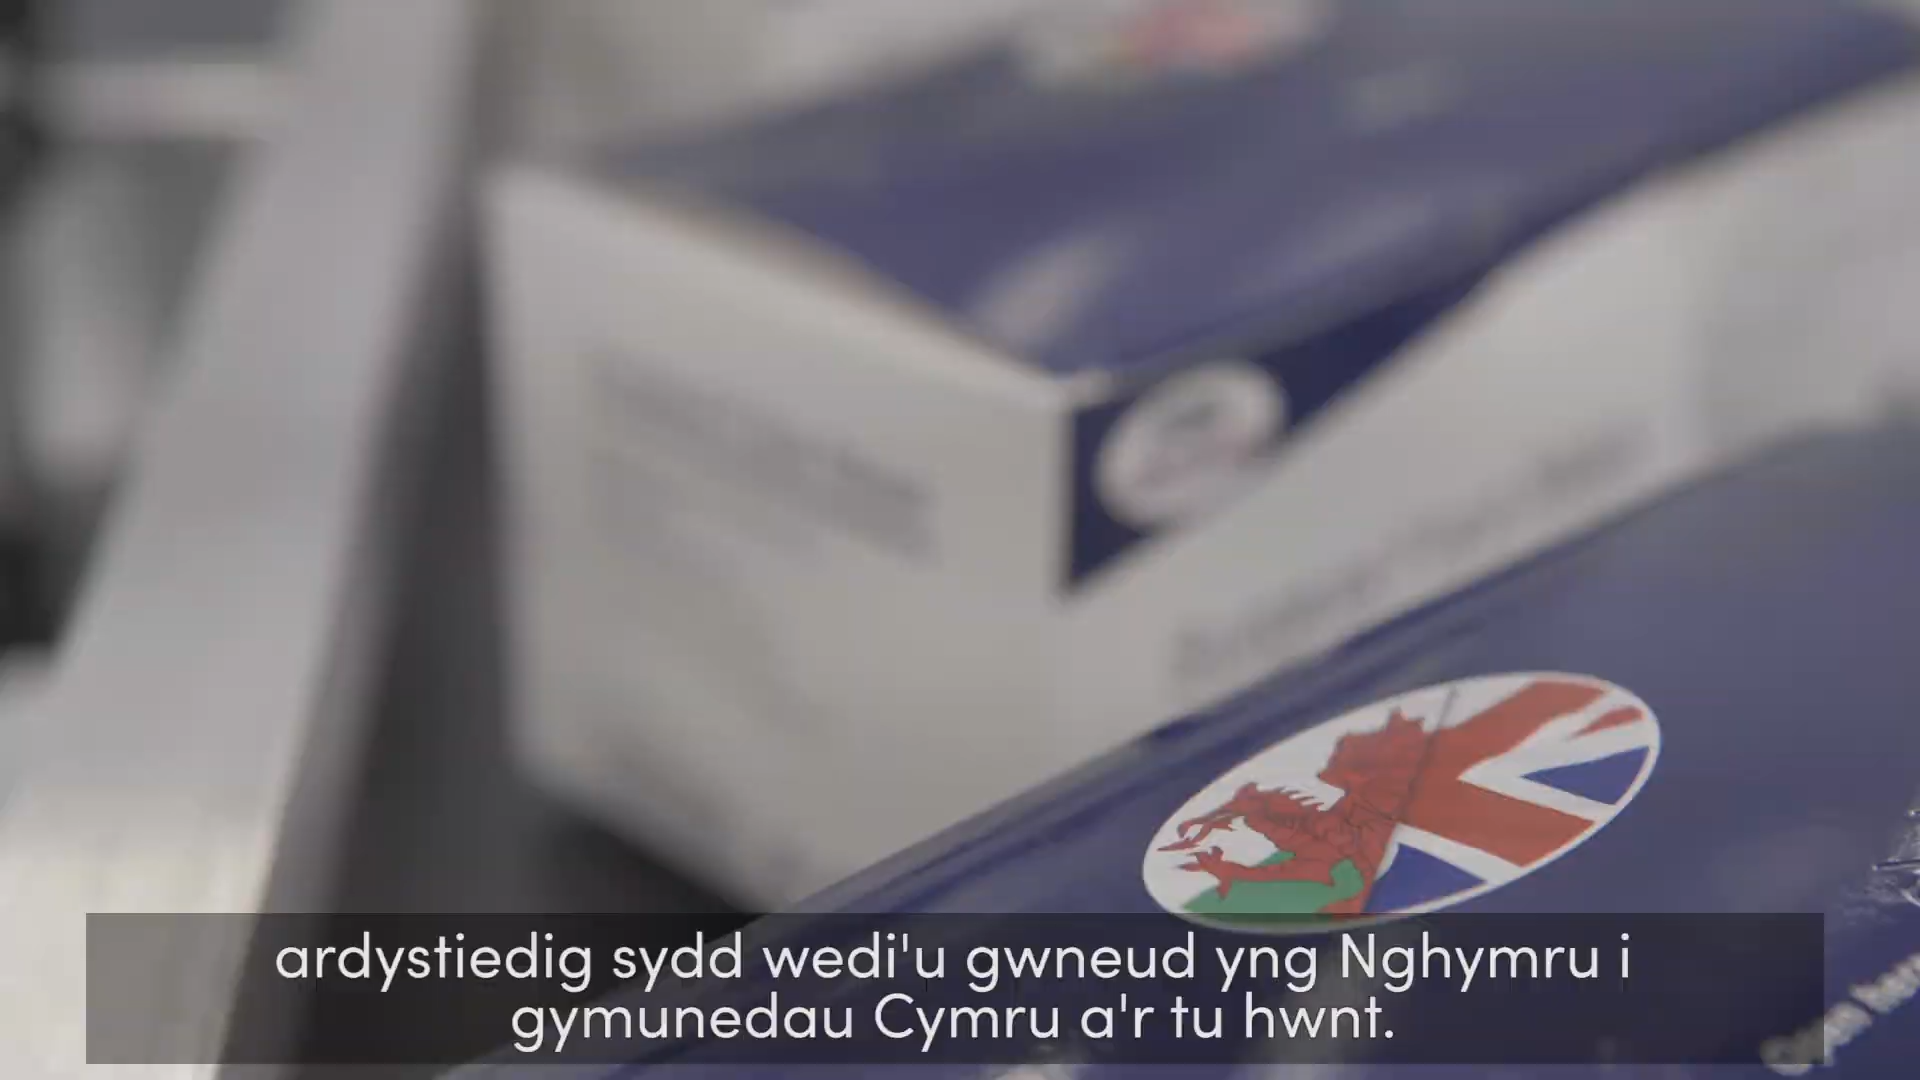 ardystiedig sydd wedi'u gwneud yng Nghymru i
gymunedau Cymru a'r tu hwnt.